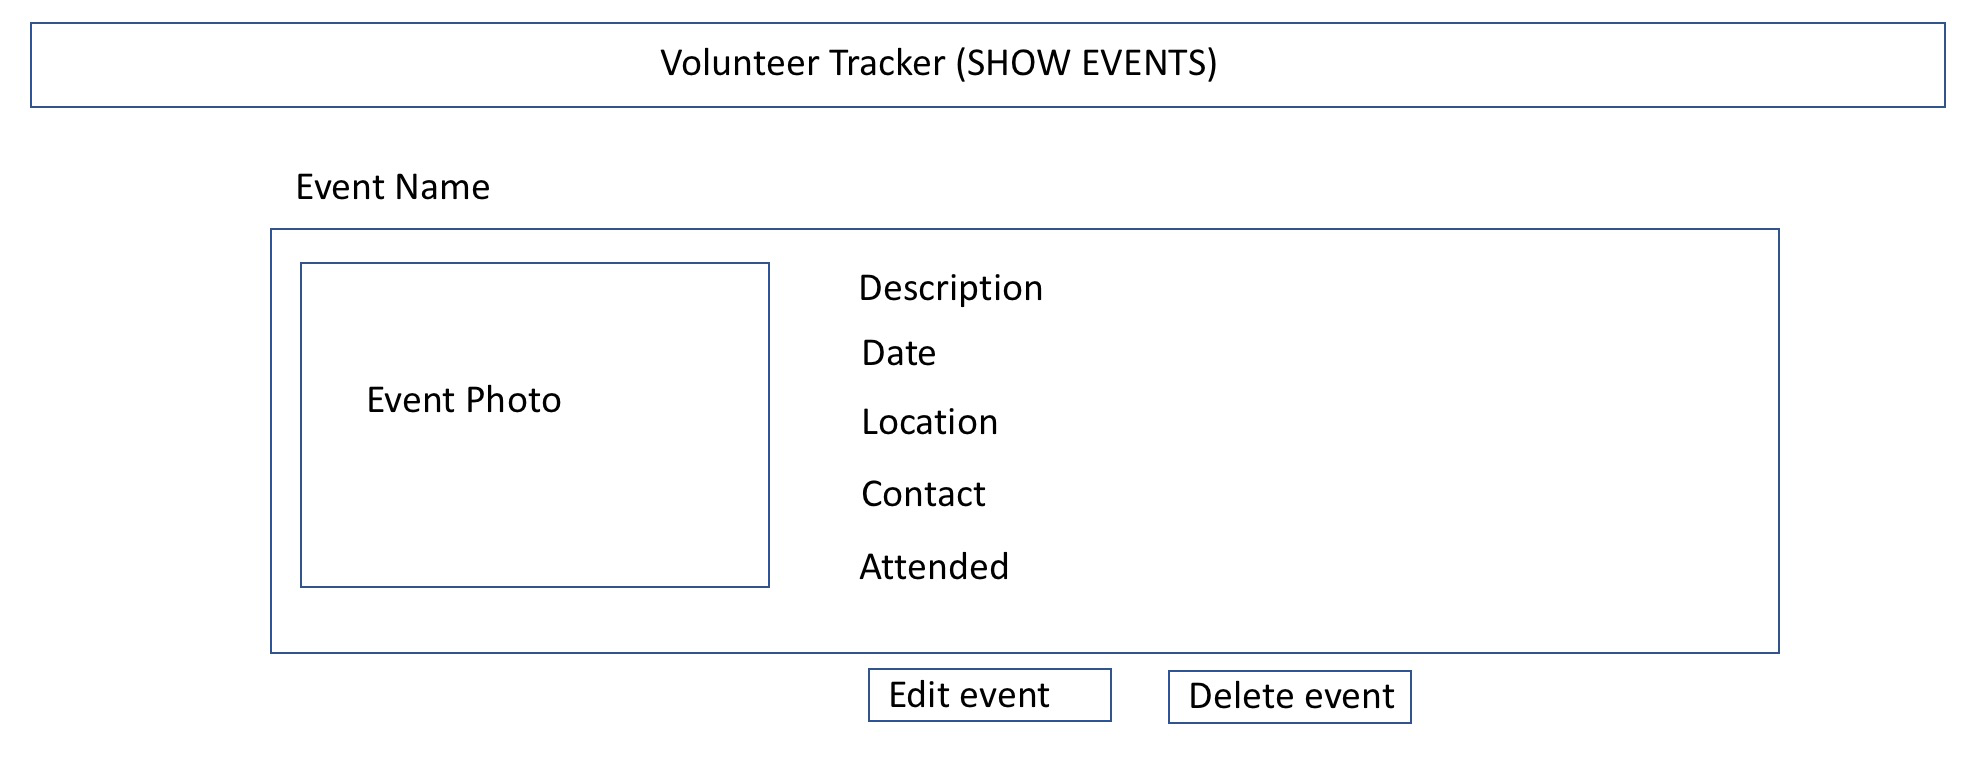 Volunteer Tracker (SHOW EVENTS)
Event Name
Event Photo
Description
Date
Location
Contact
Attended
Edit event
Delete event